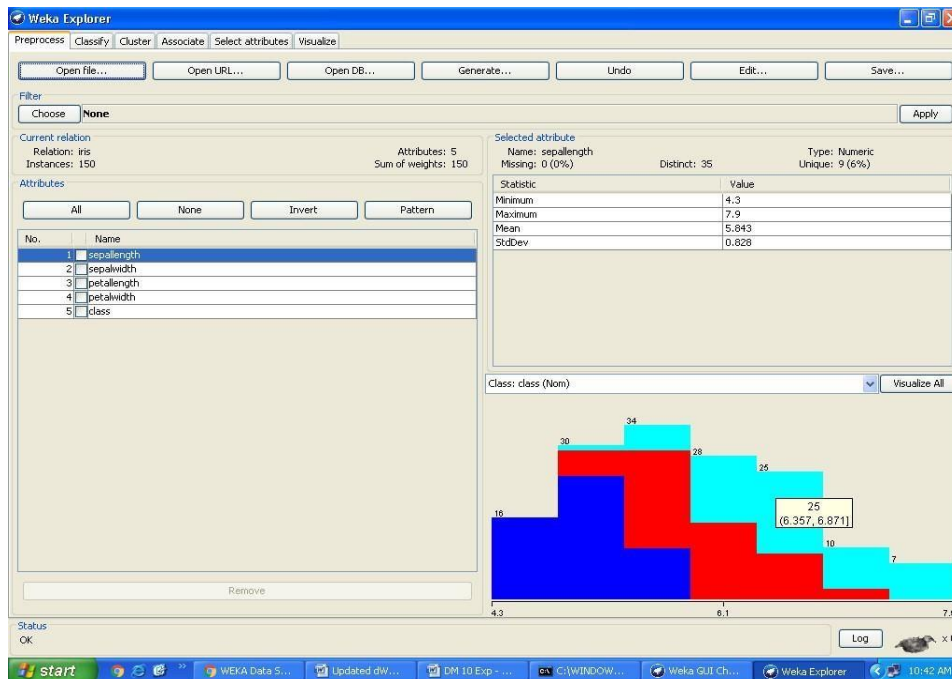 Weka Explorer
Preprocess Classify Cluster Associate Select attributes Visualize
Open file... Open URL... Open DB... Generate... Undo Edit... Save...
Filter
Choose None Apply
Current relation
Relation: iris Attributes: 5
Instances: 150 Sum of weights: 150
Selected attribute
Name: sepallength Type: Numeric
Missing: 0 (0%) Distinct: 35 Unique: 9 (6%)
Attributes
All None Invert Pattern
No. Name
1 sepallength
2 sepalwidth
3 petallength
4 petalwidth
5 class
Remove
Statistic Value
Minimum 4.3
Maximum 7.9
Mean 5.843
StdDev 0.828
Class: class (Nom) Visualize All
34
30
28
25
16
25
(6.357, 6.871]
10
7
4.3 6.1
Status
OK Log
start WEKA Data S... Updated dW... DM 10 Exp - ... C:\WINDOW... Weka GUI Ch... Weka Explorer 10:42 AM